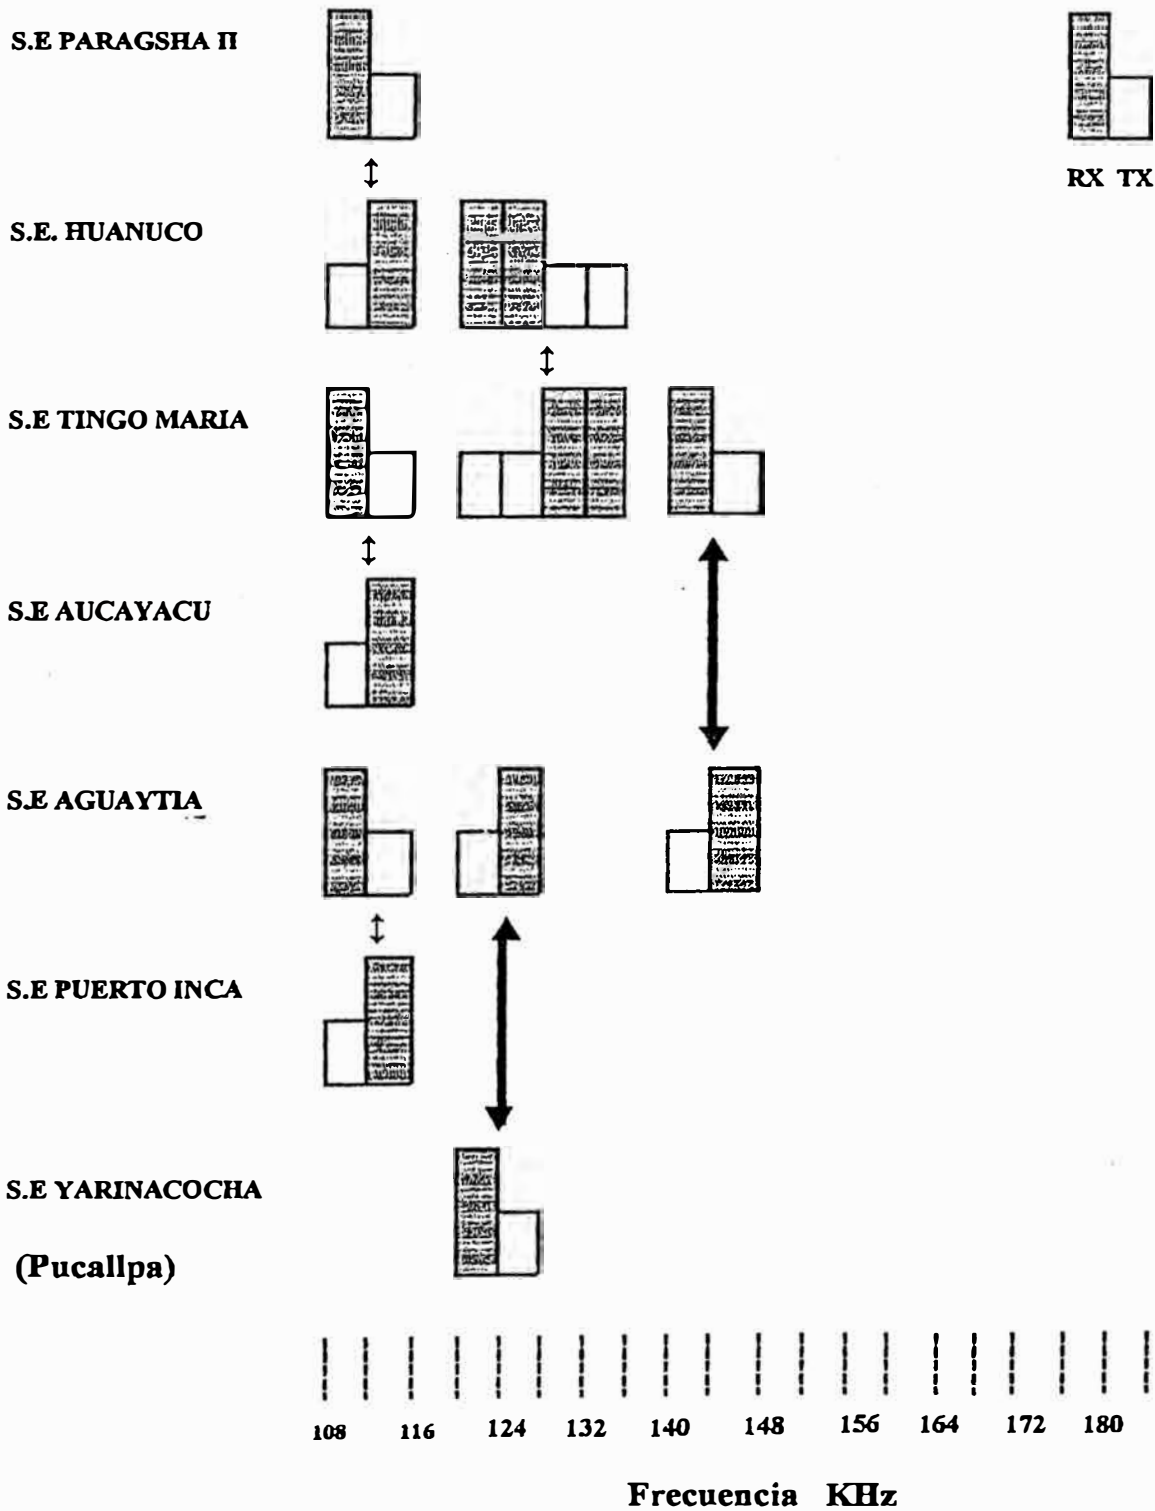 S.E PARAGSHA II
RX TX
S.E. HUANUCO
S.E TINGO MARIA
S.E AUCAYACU
S.E AGUAYTIA
S.E PUERTO INCA
S.E YARINACOCHA
(Pucallpa)
108 116 124 132 140 148 156 164 172 180
Frecuencia KHz